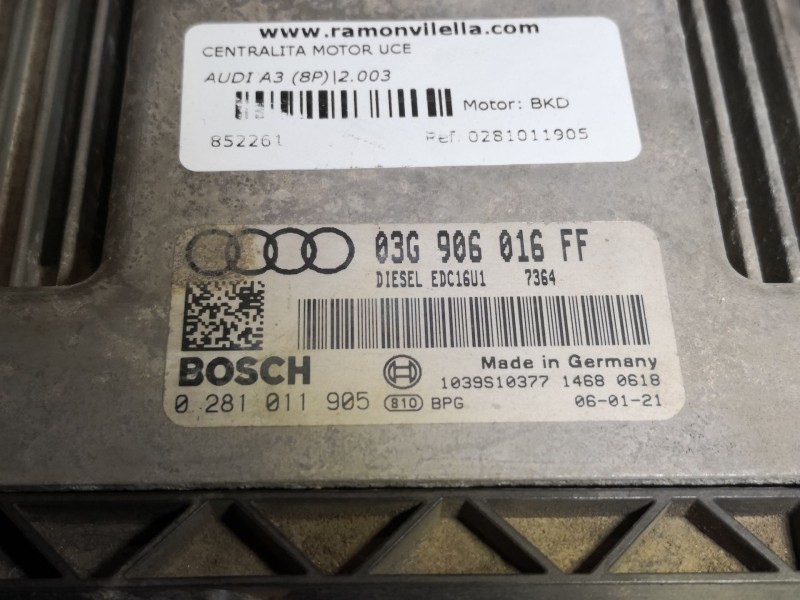 www.ramonvilella.com
CENTRALITA MOTOR UCE
AUDI A3 (8P)|2.003
Motor: BKD
852261 Ref. 0281011905
03G 906 016 FF
DIESEL EDC16U1 7364
BOSCH Made in Germany
1039S10377 1468 0618
0 281 011 905 810 BPG 06-01-21